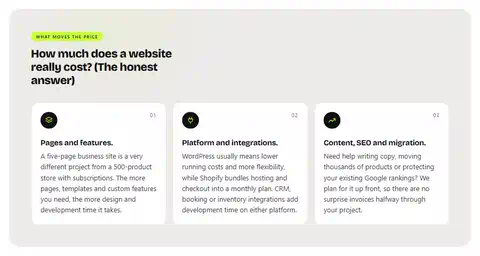 WHAT MOVES THE PRICE
How much does a website
really cost? (The honest
answer)
01
Pages and features.
A five-page business site is a very
different project from a 500-product
store with subscriptions. The more
pages, templates and custom features
you need, the more design and
development time it takes.
02
Platform and integrations.
WordPress usually means lower
running costs and more flexibility,
while Shopify bundles hosting and
checkout into a monthly plan. CRM,
booking or inventory integrations add
development time on either platform.
03
Content, SEO and migration.
Need help writing copy, moving
thousands of products or protecting
your existing Google rankings? We
plan for it up front, so there are no
surprise invoices halfway through
your project.